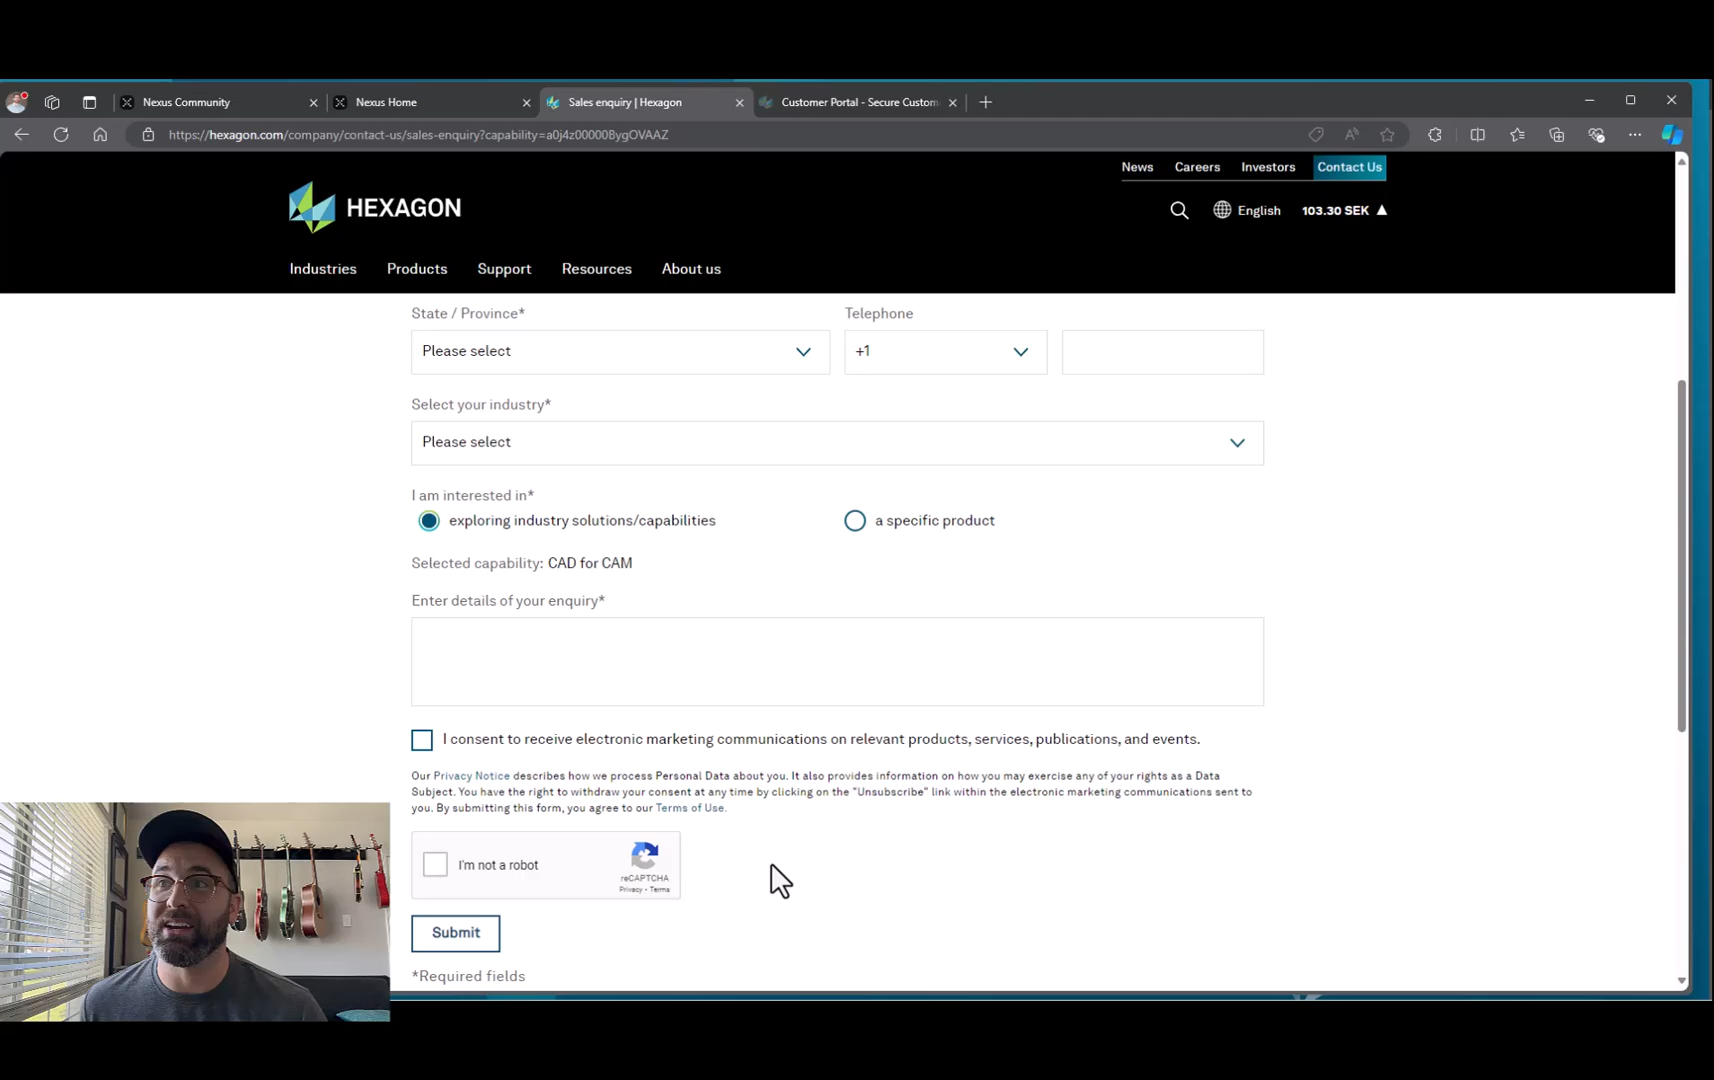 Nexus Community
Nexus Home
Sales enquiry | Hexagon
Customer Portal - Secure Custom
https://hexagon.com/company/contact-us/sales-enquiry?capability=a0j4z00000BygOVAAZ
News Careers Investors Contact Us
HEXAGON
English 103.30 SEK ▲
Industries Products Support Resources About us
State / Province* Telephone
Please select +1
Select your industry*
Please select
I am interested in*
exploring industry solutions/capabilities a specific product
Selected capability: CAD for CAM
Enter details of your enquiry*
I consent to receive electronic marketing communications on relevant products, services, publications, and events.
Our Privacy Notice describes how we process Personal Data about you. It also provides information on how you may exercise any of your rights as a Data
Subject. You have the right to withdraw your consent at any time by clicking on the "Unsubscribe" link within the electronic marketing communications sent to
you. By submitting this form, you agree to our Terms of Use.
I'm not a robot
reCAPTCHA
Privacy - Terms
Submit
*Required fields